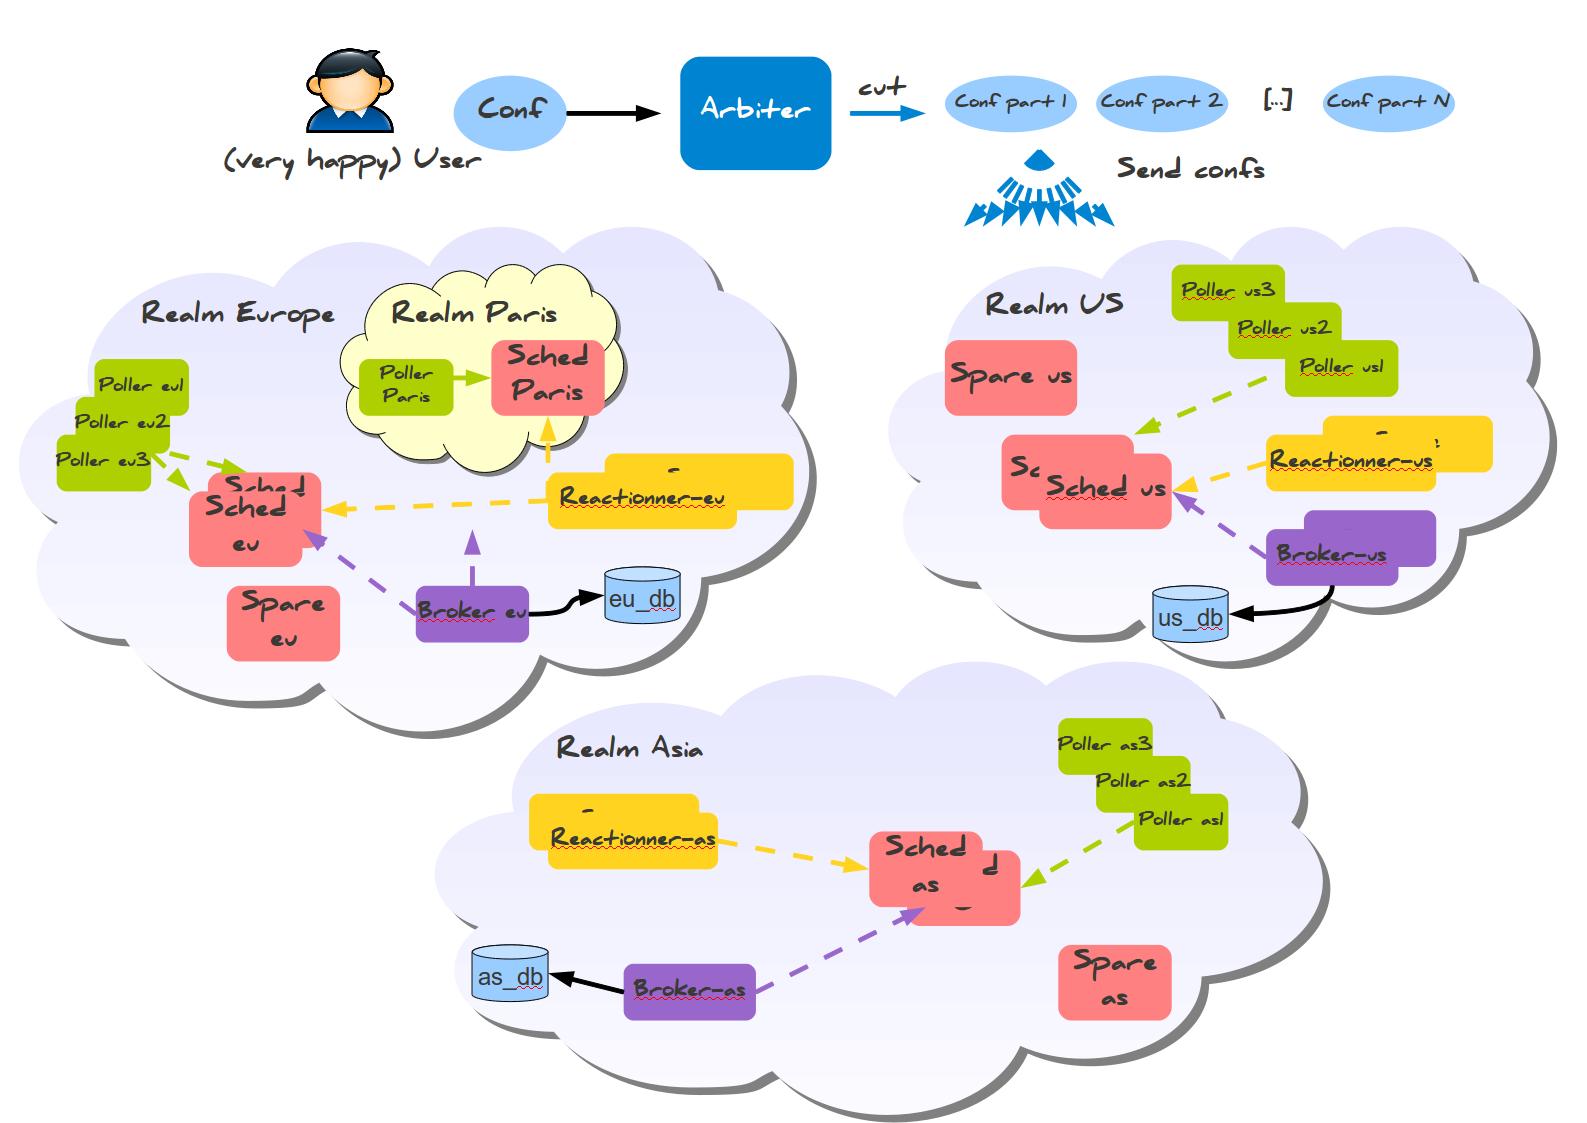 Conf
Arbiter
cut
Conf part 1
Conf part 2
[...]
Conf part N
(very happy) User
Send confs
Realm Europe
Realm Paris
Poller
Paris
Sched
Paris
Poller eu1
Poller eu2
Poller eu3
Sched
Sched
eu
Reactionner-eu
Spare
eu
Broker eu
eu_db
Realm US
Poller us3
Poller us2
Poller us1
Spare us
Sched us
Reactionner-us
Broker-us
us_db
Realm Asia
Poller as3
Poller as2
Poller as1
Reactionner-as
Sched
as
as_db
Broker-as
Spare
as